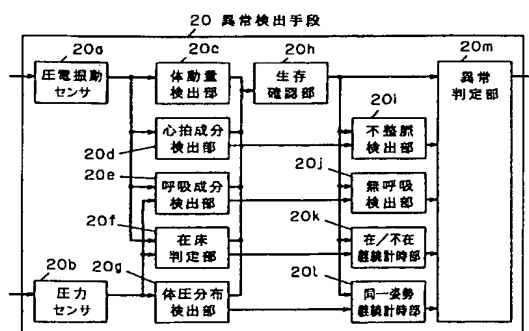 20 異常検出手段
20a
20c
20h
20m
圧電振動
センサ
体動量
検出部
生存
確認部
異常
判定部
20i
心拍成分
検出部
不整脈
検出部
20d
20e
20j
呼吸成分
検出部
無呼吸
検出部
20f
20k
在床
判定部
在/不在
継続計時部
20b
20g
20l
圧力
センサ
体圧分布
検出部
同一姿勢
継続計時部